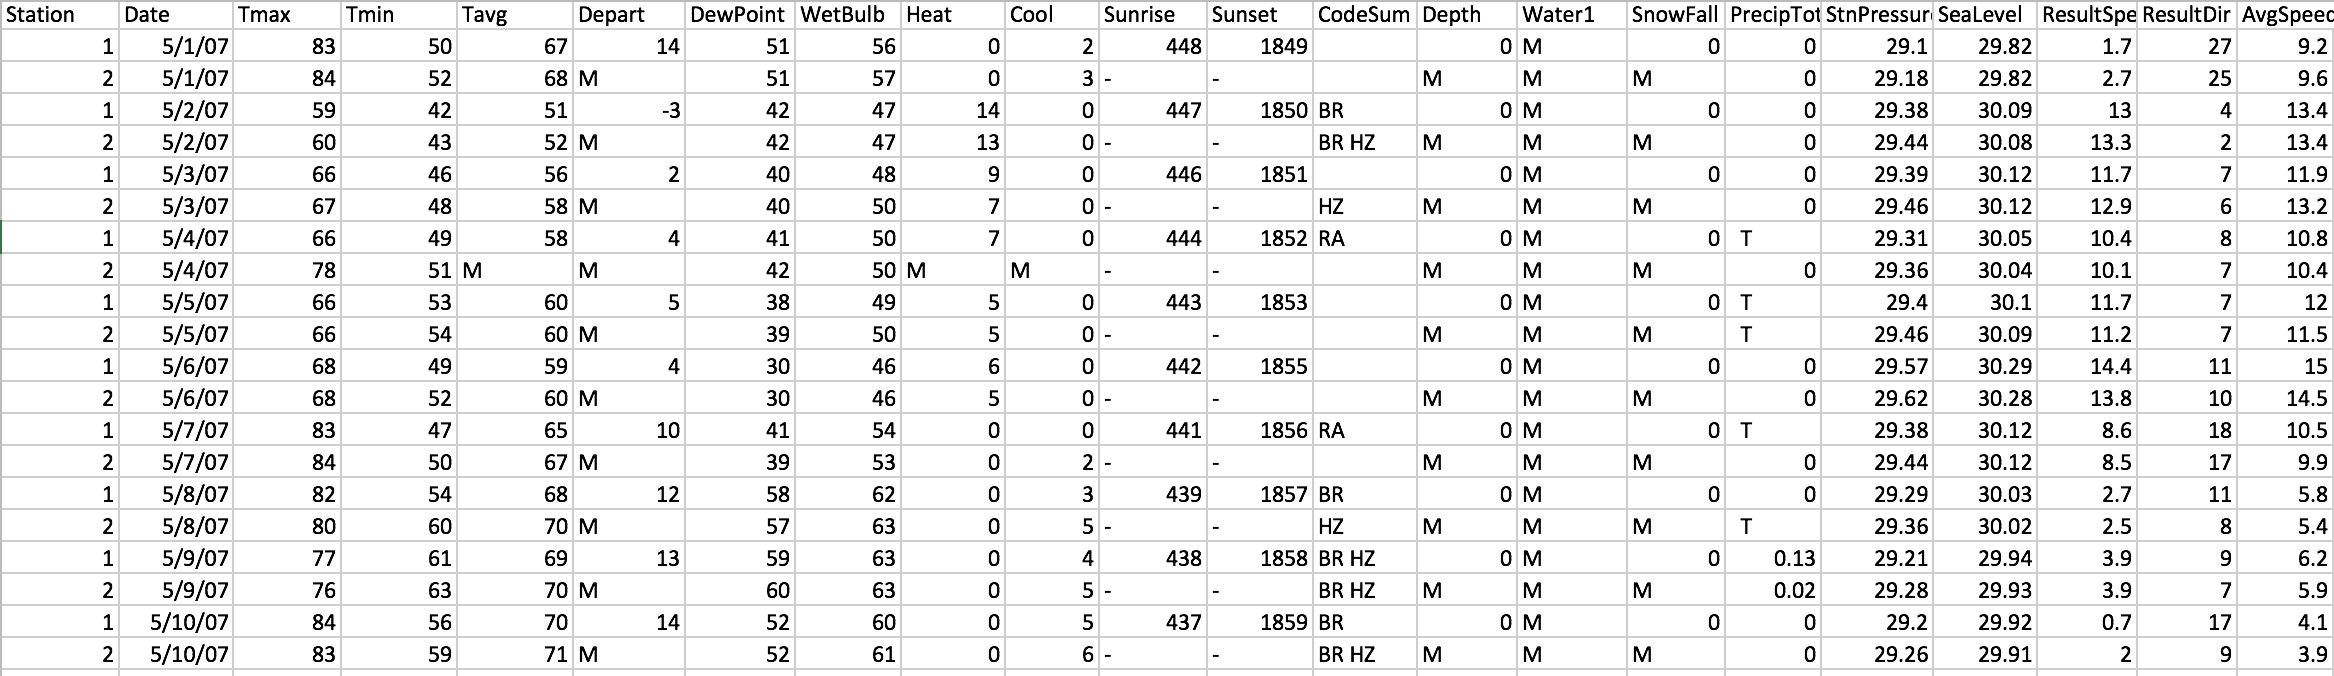 Station Date Tmax Tmin Tavg Depart DewPoint WetBulb Heat Cool Sunrise Sunset CodeSum Depth Water1 SnowFall PrecipTot StnPressur SeaLevel ResultSpe ResultDir AvgSpeed
1 5/1/07 83 50 67 14 51 56 0 2 448 1849 0 M 0 0 29.1 29.82 1.7 27 9.2
2 5/1/07 84 52 68 M 51 57 0 3 - - M M M 0 29.18 29.82 2.7 25 9.6
1 5/2/07 59 42 51 -3 42 47 14 0 447 1850 BR 0 M 0 0 29.38 30.09 13 4 13.4
2 5/2/07 60 43 52 M 42 47 13 0 - - BR HZ M M M 0 29.44 30.08 13.3 2 13.4
1 5/3/07 66 46 56 2 40 48 9 0 446 1851 0 M 0 0 29.39 30.12 11.7 7 11.9
2 5/3/07 67 48 58 M 40 50 7 0 - - HZ M M M 0 29.46 30.12 12.9 6 13.2
1 5/4/07 66 49 58 4 41 50 7 0 444 1852 RA 0 M 0 T 29.31 30.05 10.4 8 10.8
2 5/4/07 78 51 M M 42 50 M M - - M M M 0 29.36 30.04 10.1 7 10.4
1 5/5/07 66 53 60 5 38 49 5 0 443 1853 0 M 0 T 29.4 30.1 11.7 7 12
2 5/5/07 66 54 60 M 39 50 5 0 - - M M M T 29.46 30.09 11.2 7 11.5
1 5/6/07 68 49 59 4 30 46 6 0 442 1855 0 M 0 0 29.57 30.29 14.4 11 15
2 5/6/07 68 52 60 M 30 46 5 0 - - M M M 0 29.62 30.28 13.8 10 14.5
1 5/7/07 83 47 65 10 41 54 0 0 441 1856 RA 0 M 0 T 29.38 30.12 8.6 18 10.5
2 5/7/07 84 50 67 M 39 53 0 2 - - M M M 0 29.44 30.12 8.5 17 9.9
1 5/8/07 82 54 68 12 58 62 0 3 439 1857 BR 0 M 0 0 29.29 30.03 2.7 11 5.8
2 5/8/07 80 60 70 M 57 63 0 5 - - HZ M M M T 29.36 30.02 2.5 8 5.4
1 5/9/07 77 61 69 13 59 63 0 4 438 1858 BR HZ 0 M 0 0.13 29.21 29.94 3.9 9 6.2
2 5/9/07 76 63 70 M 60 63 0 5 - - BR HZ M M M 0.02 29.28 29.93 3.9 7 5.9
1 5/10/07 84 56 70 14 52 60 0 5 437 1859 BR 0 M 0 0 29.2 29.92 0.7 17 4.1
2 5/10/07 83 59 71 M 52 61 0 6 - - BR HZ M M M 0 29.26 29.91 2 9 3.9